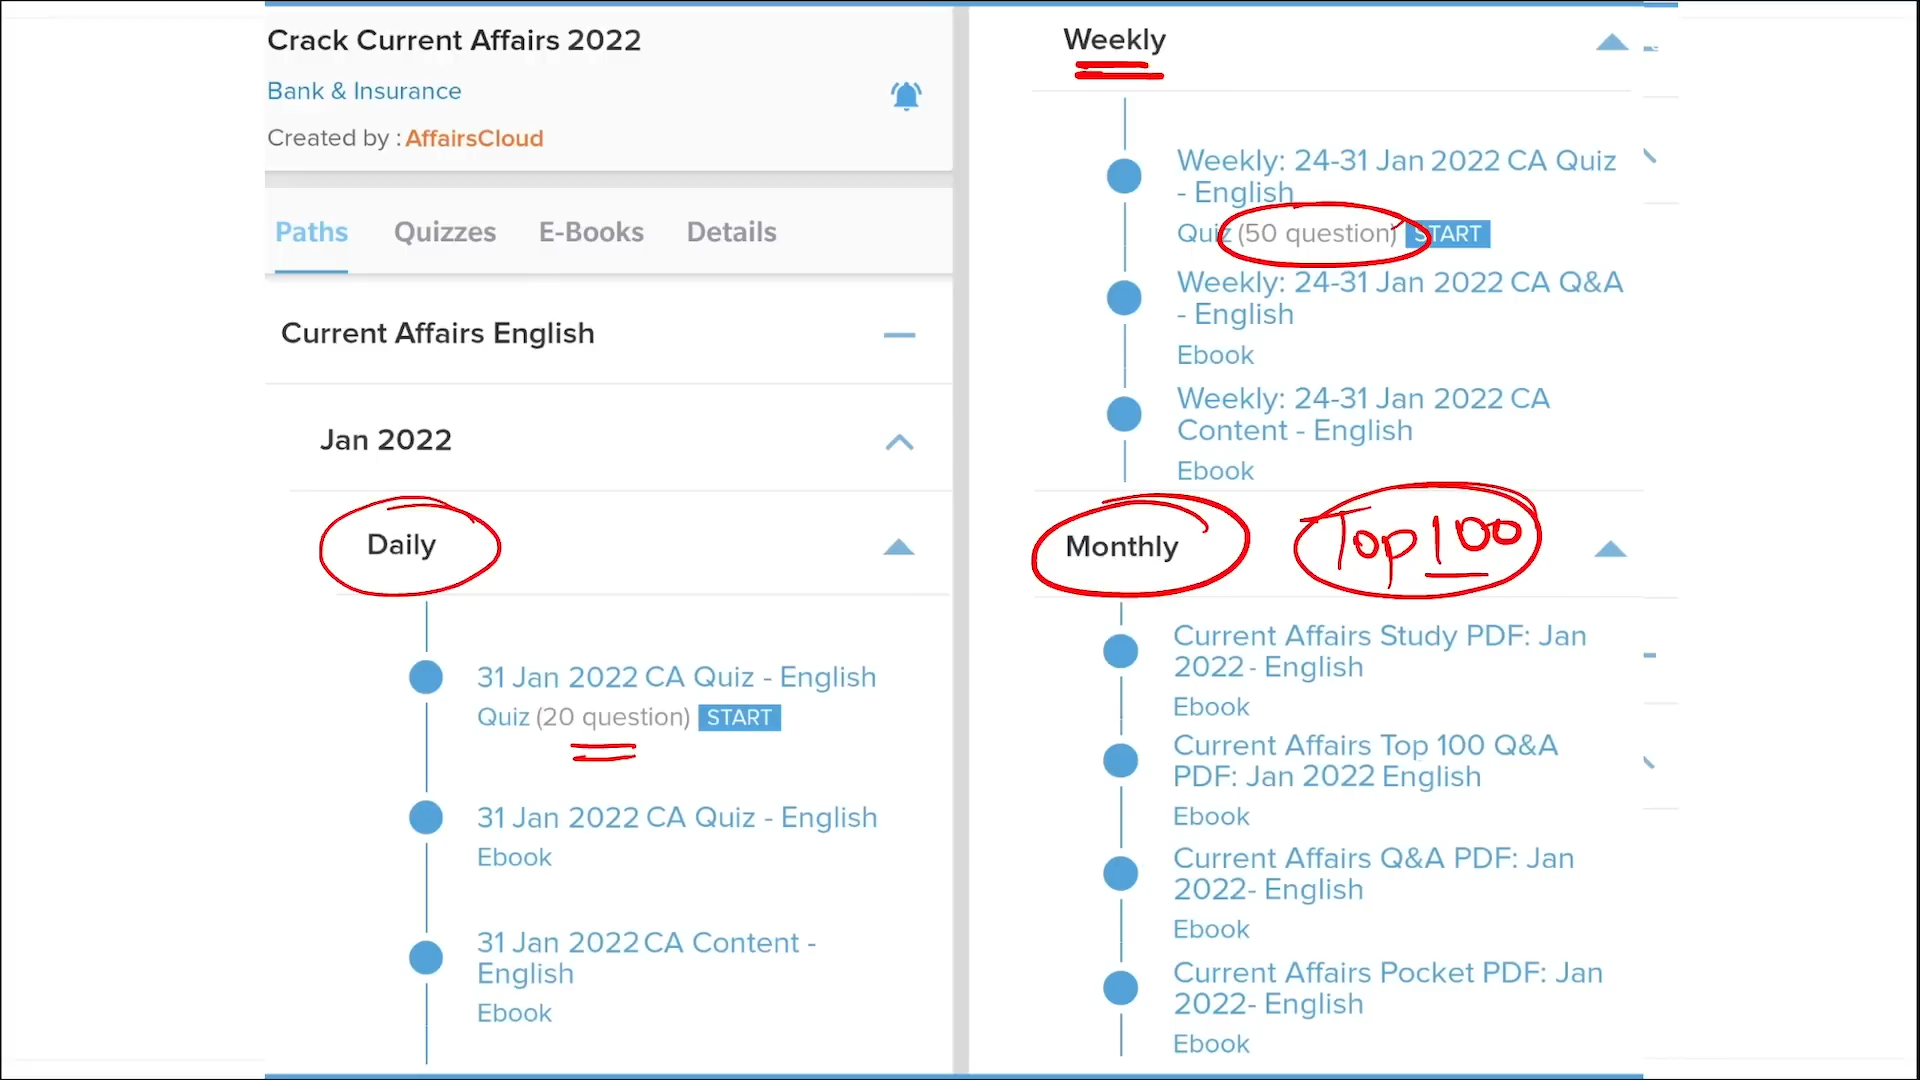 Crack Current Affairs 2022
Bank & Insurance
Created by : AffairsCloud
Paths Quizzes E-Books Details
Current Affairs English
Jan 2022
Daily
31 Jan 2022 CA Quiz - English
Quiz (20 question) START
31 Jan 2022 CA Quiz - English
Ebook
31 Jan 2022 CA Content -
English
Ebook
Weekly
Weekly: 24-31 Jan 2022 CA Quiz
- English
Quiz (50 question) START
Weekly: 24-31 Jan 2022 CA Q&A
- English
Ebook
Weekly: 24-31 Jan 2022 CA
Content - English
Ebook
Monthly Top 100
Current Affairs Study PDF: Jan
2022 - English
Ebook
Current Affairs Top 100 Q&A
PDF: Jan 2022 English
Ebook
Current Affairs Q&A PDF: Jan
2022- English
Ebook
Current Affairs Pocket PDF: Jan
2022- English
Ebook